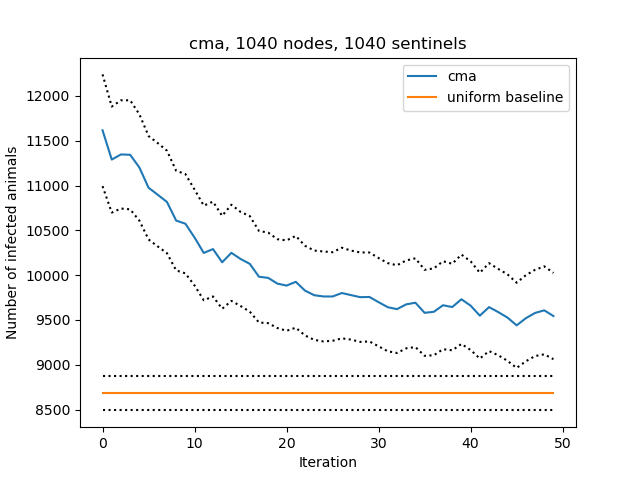 cma, 1040 nodes, 1040 sentinels
cma
uniform baseline
Number of infected animals
12000
11500
11000
10500
10000
9500
9000
8500
0 10 20 30 40 50
Iteration